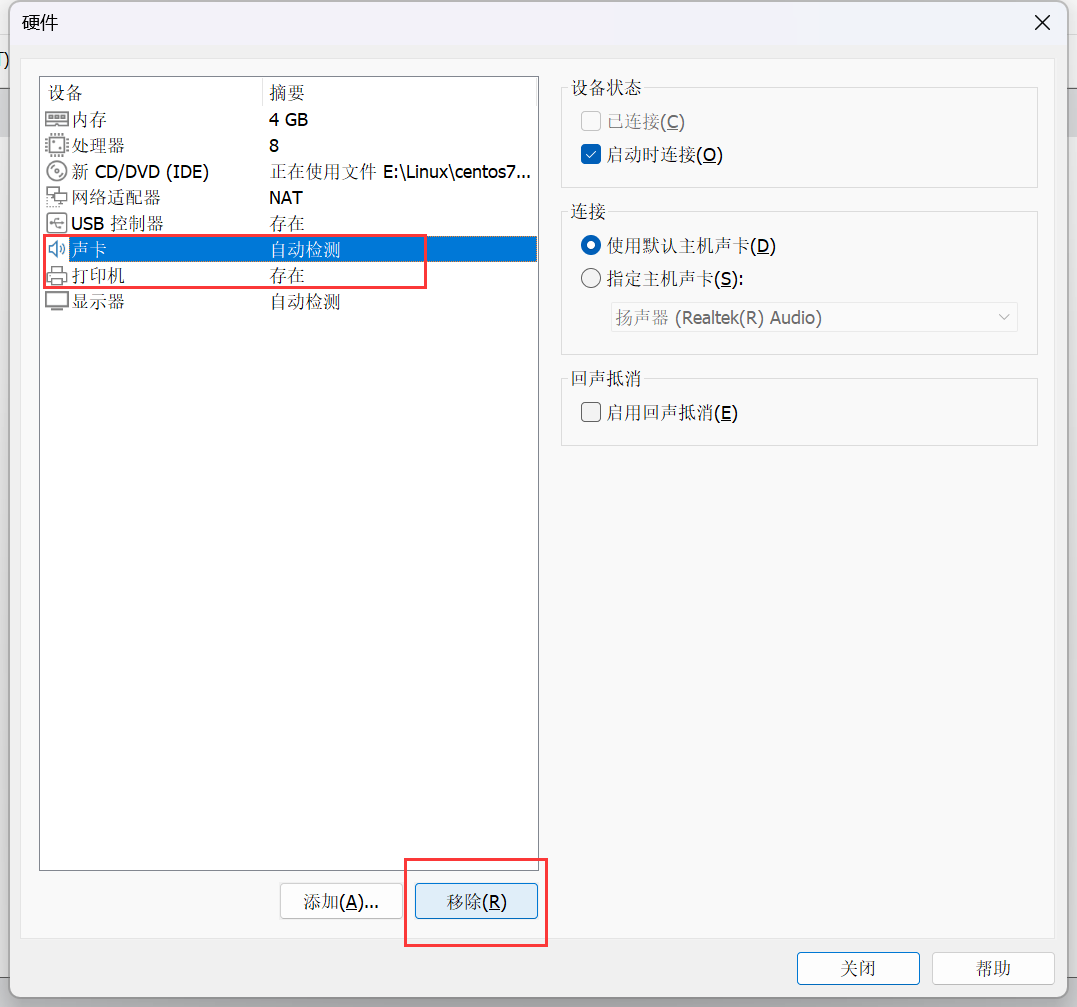 硬件
T)
设备 摘要
内存 4 GB
处理器 8
新 CD/DVD (IDE) 正在使用文件 E:\Linux\centos7...
网络适配器 NAT
USB 控制器 存在
声卡 自动检测
打印机 存在
显示器 自动检测
添加(A)...
移除(R)
设备状态
已连接(C)
启动时连接(O)
连接
使用默认主机声卡(D)
指定主机声卡(S):
扬声器 (Realtek(R) Audio)
回声抵消
启用回声抵消(E)
关闭
帮助